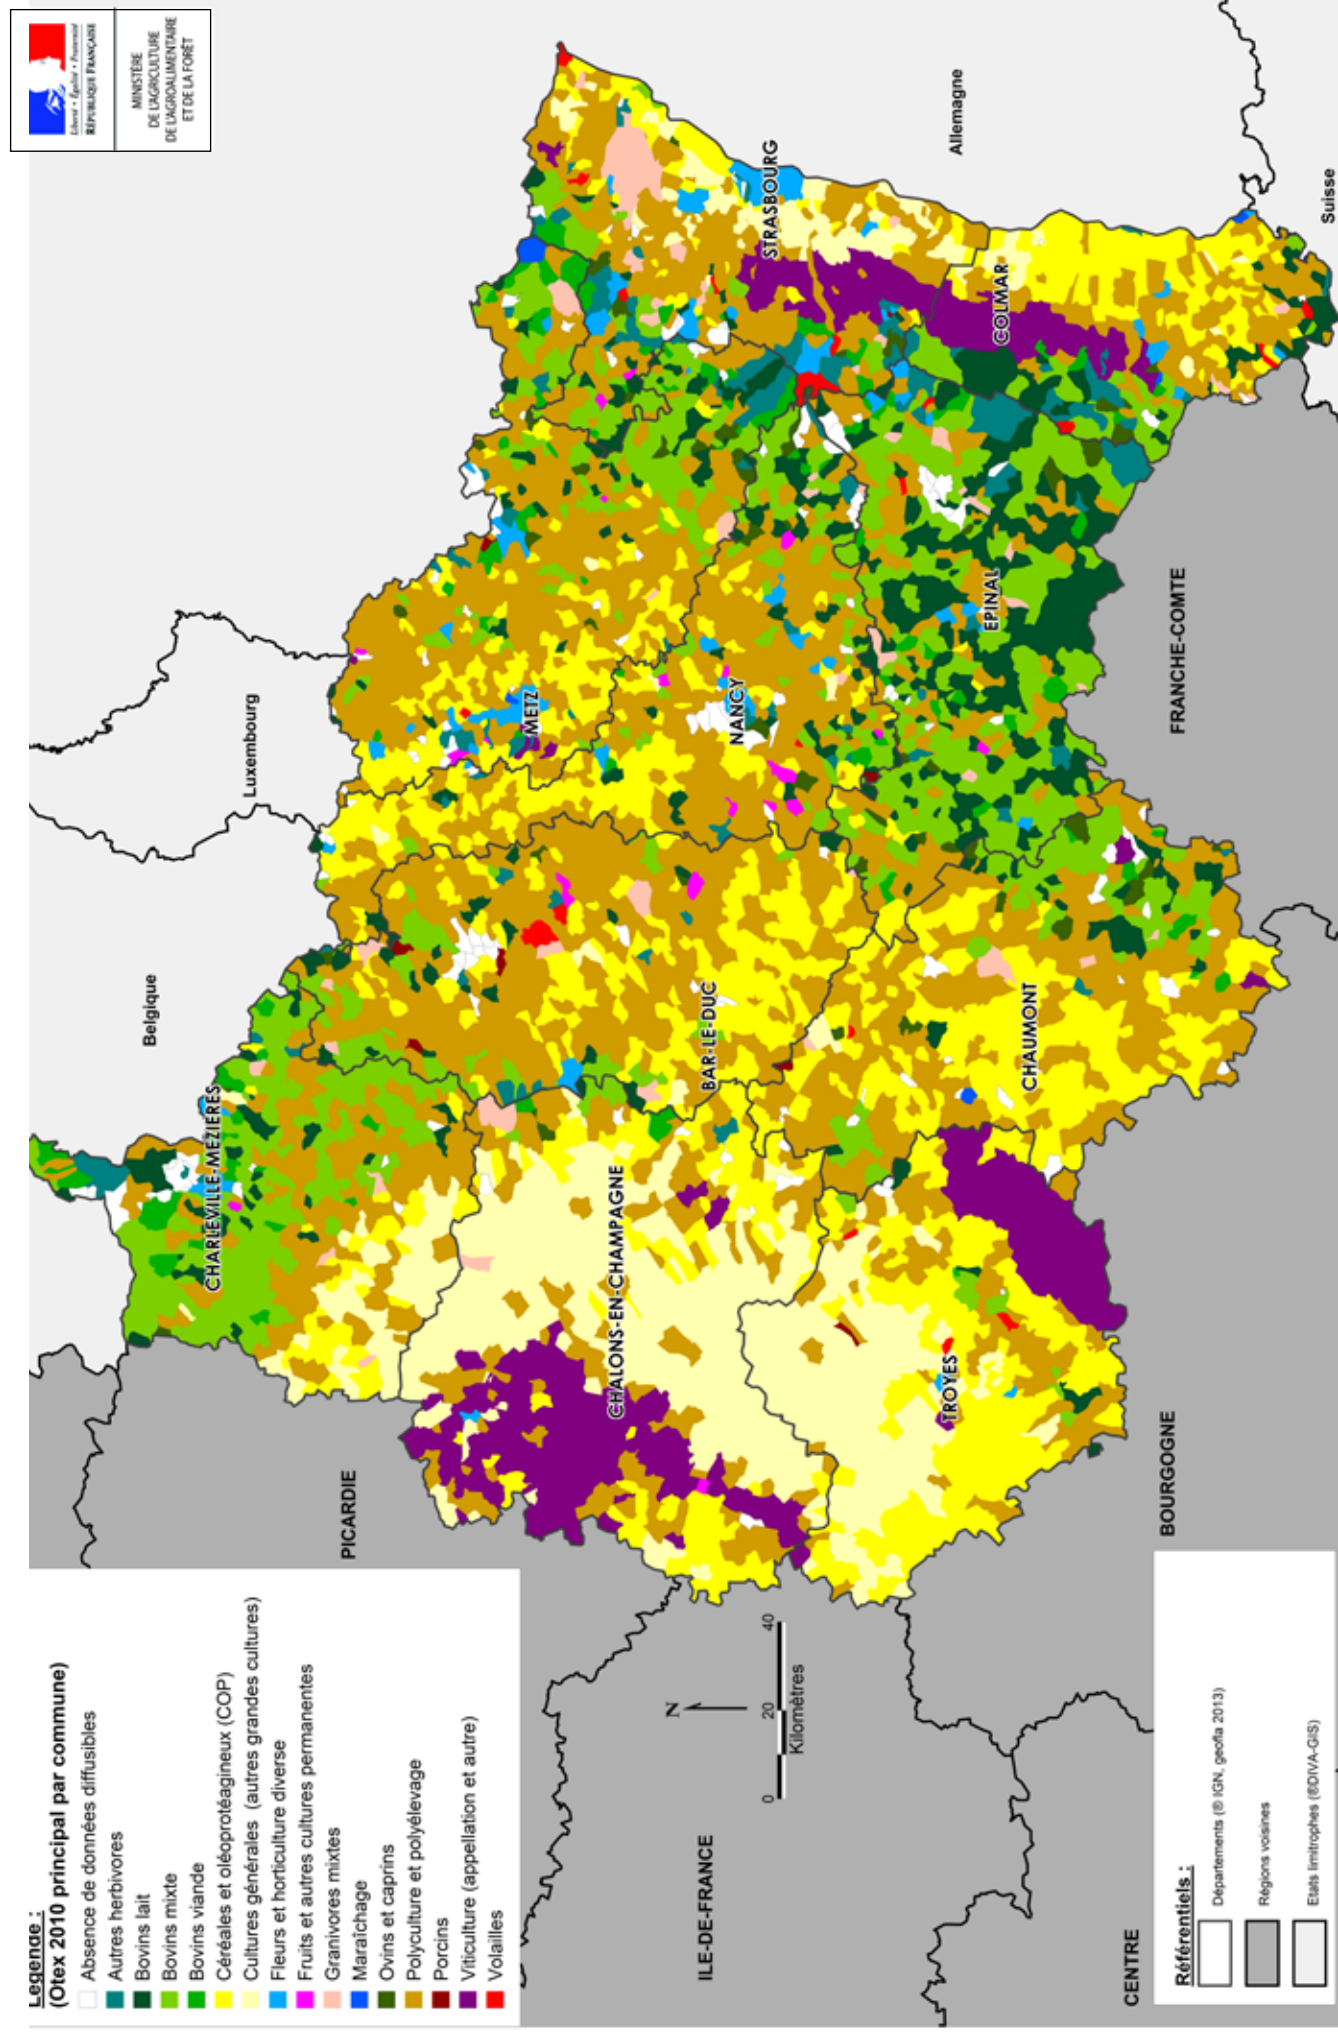 Liberté • Égalité • Fraternité
RÉPUBLIQUE FRANÇAISE
MINISTÈRE
DE L'AGRICULTURE
DE L'AGROALIMENTAIRE
ET DE LA FORÊT
Belgique
Luxembourg
Allemagne
Suisse
PICARDIE
ILE-DE-FRANCE
CENTRE
BOURGOGNE
FRANCHE-COMTE
CHARLEVILLE-MEZIERES
CHALONS-EN-CHAMPAGNE
TROYES
CHAUMONT
BAR-LE-DUC
METZ
NANCY
EPINAL
STRASBOURG
COLMAR
Légende :
(Otex 2010 principal par commune)
Absence de données diffusibles
Autres herbivores
Bovins lait
Bovins mixte
Bovins viande
Céréales et oléoprotéagineux (COP)
Cultures générales (autres grandes cultures)
Fleurs et horticulture diverse
Fruits et autres cultures permanentes
Granivores mixtes
Maraîchage
Ovins et caprins
Polyculture et polyélevage
Porcins
Viticulture (appellation et autre)
Volailles
N
0 20 40
Kilomètres
Référentiels :
Départements (® IGN, geofla 2013)
Régions voisines
Etats limitrophes (®DIVA-GIS)